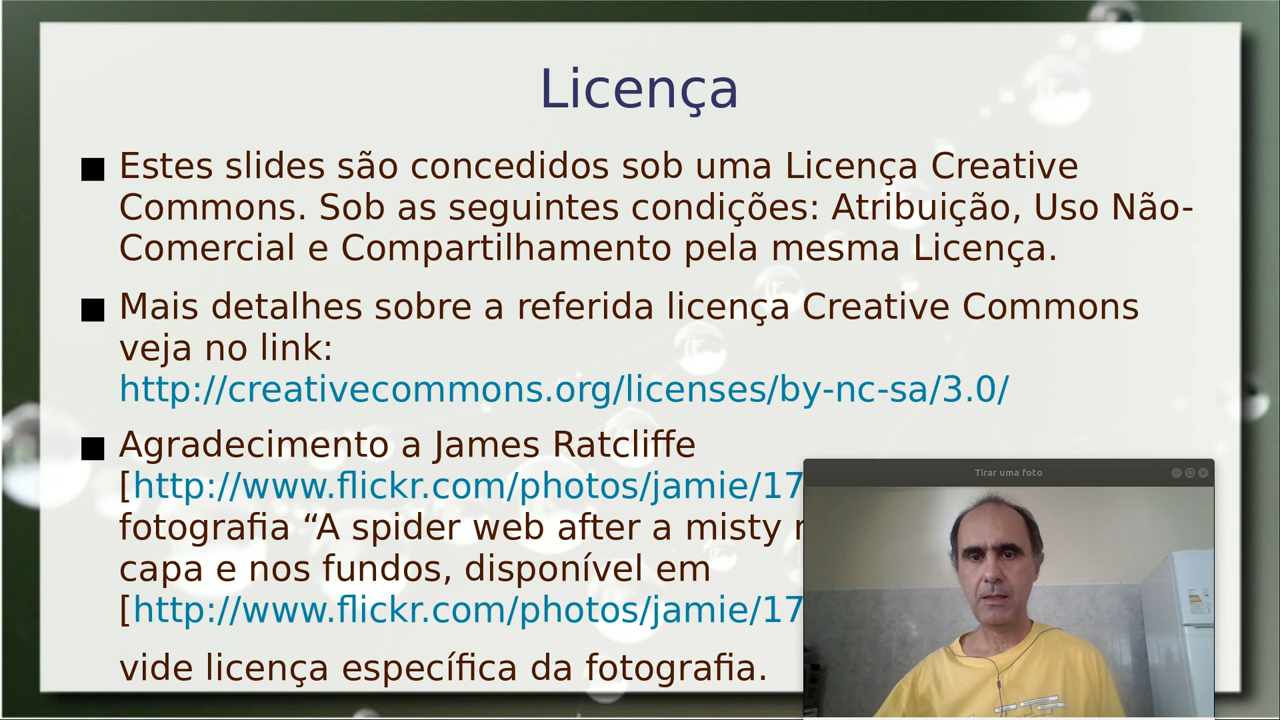 Licença
Estes slides são concedidos sob uma Licença Creative
Commons. Sob as seguintes condições: Atribuição, Uso Não-
Comercial e Compartilhamento pela mesma Licença.
Mais detalhes sobre a referida licença Creative Commons
veja no link:
http://creativecommons.org/licenses/by-nc-sa/3.0/
Agradecimento a James Ratcliffe
[http://www.flickr.com/photos/jamie/17
fotografia “A spider web after a misty
capa e nos fundos, disponível em
[http://www.flickr.com/photos/jamie/17
vide licença específica da fotografia.
Tirar uma foto